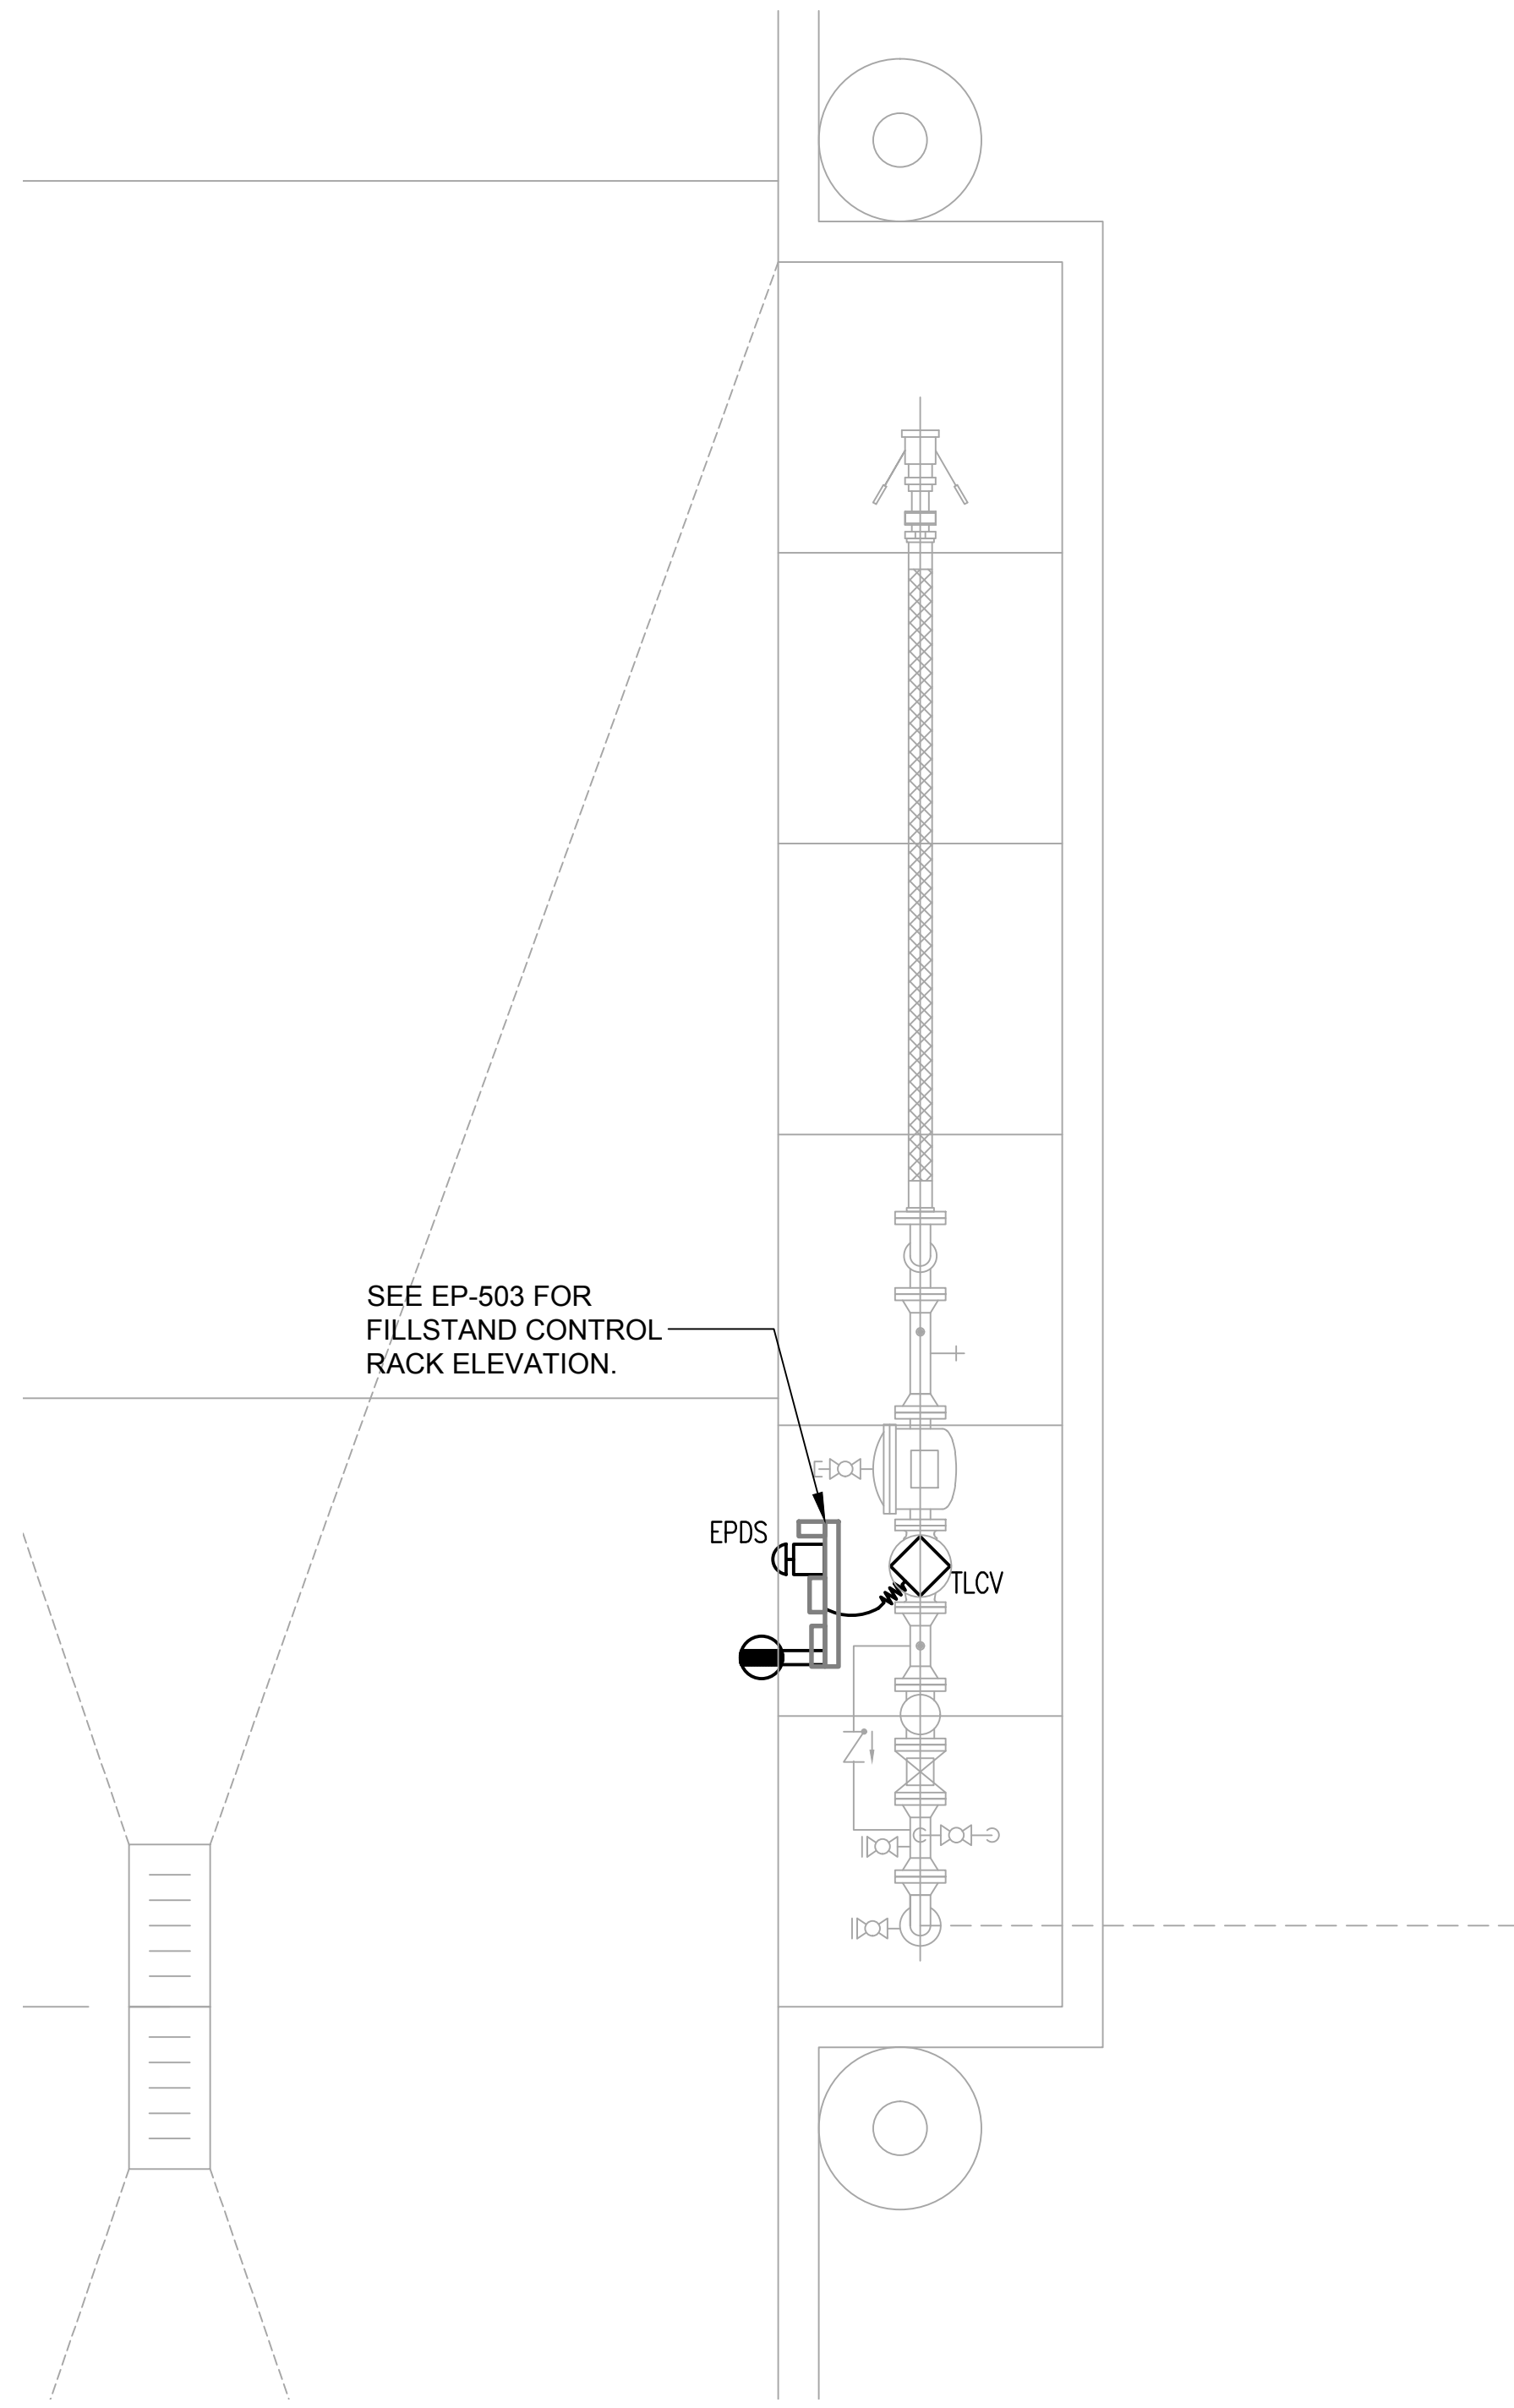 SEE EP-503 FOR
FILLSTAND CONTROL
RACK ELEVATION.
EPDS
TLCV